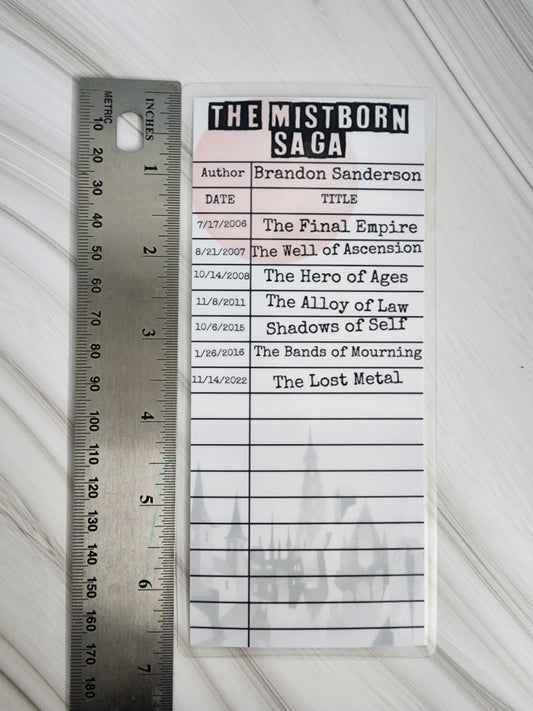 METRIC
INCHES
10
20
30
40
50
60
70
80
90
100
110
120
130
140
150
160
170
180
1
2
3
4
5
6
7
THE MISTBORN
SAGA
Author Brandon Sanderson
DATE TITLE
7/17/2006 The Final Empire
8/21/2007 The Well of Ascension
10/14/2008 The Hero of Ages
11/8/2011 The Alloy of Law
10/6/2015 Shadows of Self
1/26/2016 The Bands of Mourning
11/14/2022 The Lost Metal